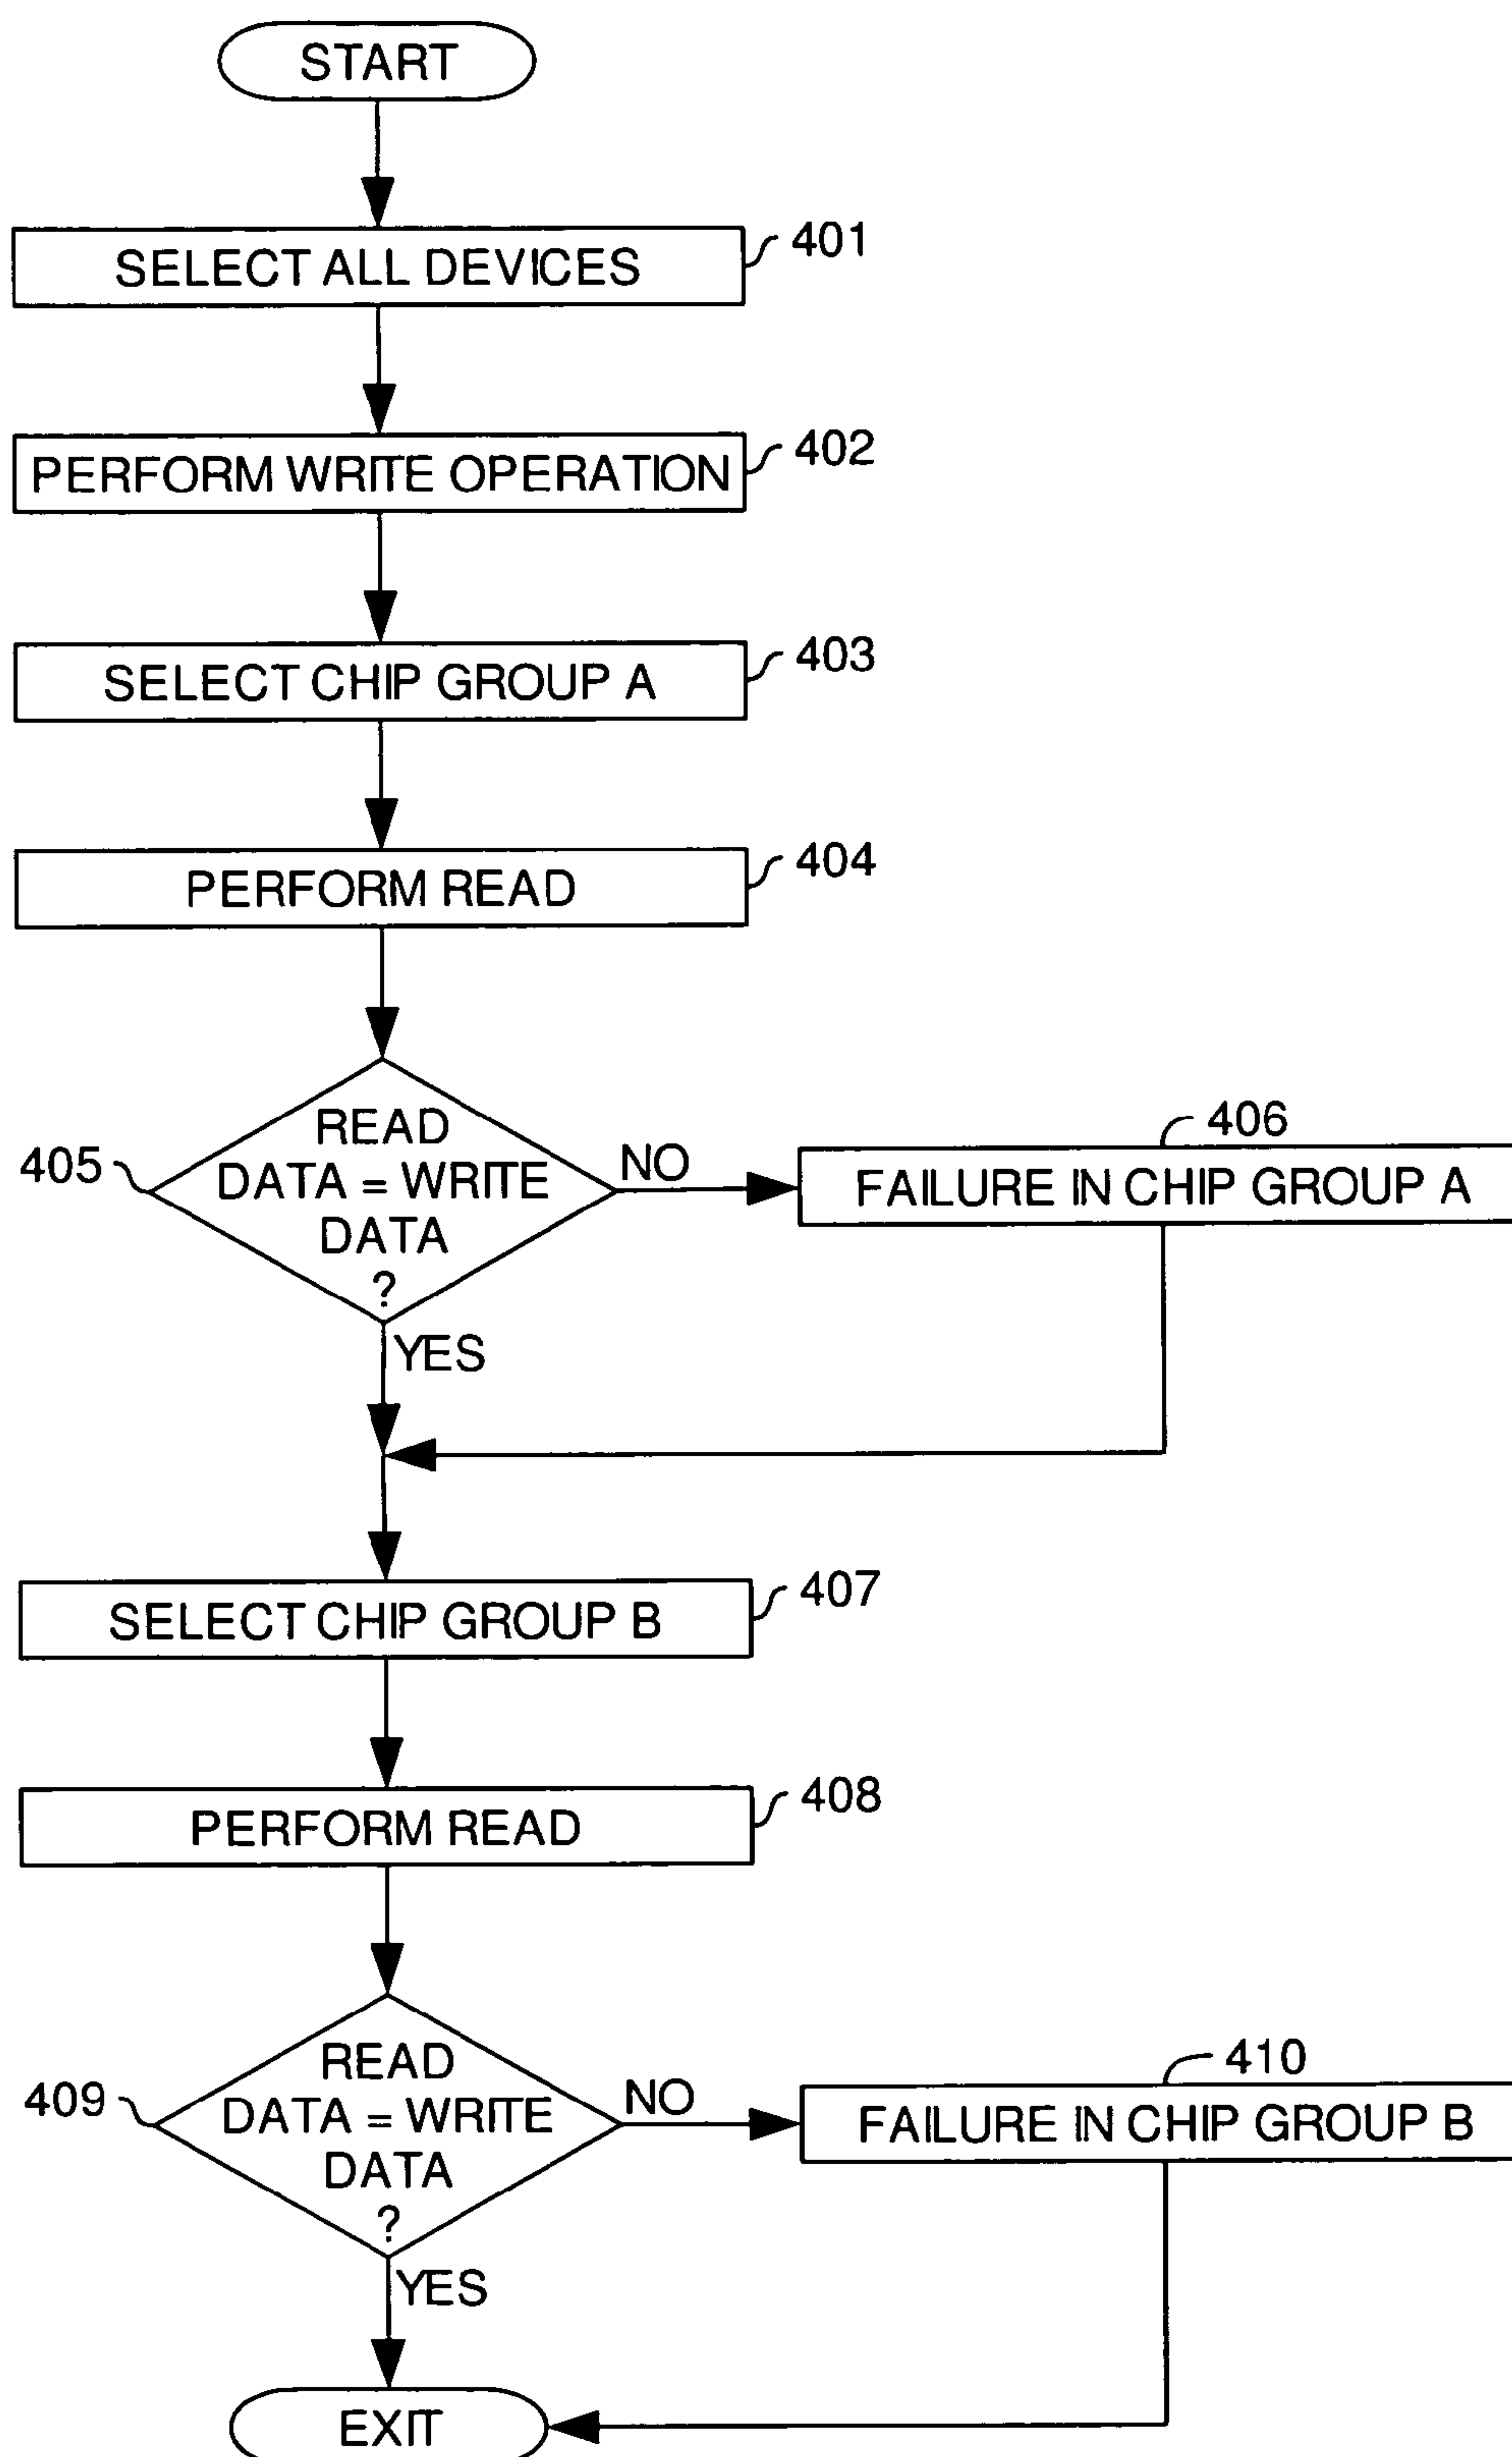 START
SELECT ALL DEVICES
401
PERFORM WRITE OPERATION
402
SELECT CHIP GROUP A
403
PERFORM READ
404
405
READ
DATA = WRITE
DATA
?
NO
YES
406
FAILURE IN CHIP GROUP A
SELECT CHIP GROUP B
407
PERFORM READ
408
409
READ
DATA = WRITE
DATA
?
NO
YES
410
FAILURE IN CHIP GROUP B
EXIT